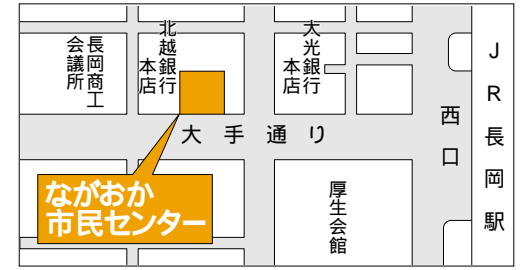 長岡商工
会議所
北越銀行
本店
大光銀行
本店
JR長岡駅
西口
大手通り
ながおか
市民センター
厚生会館